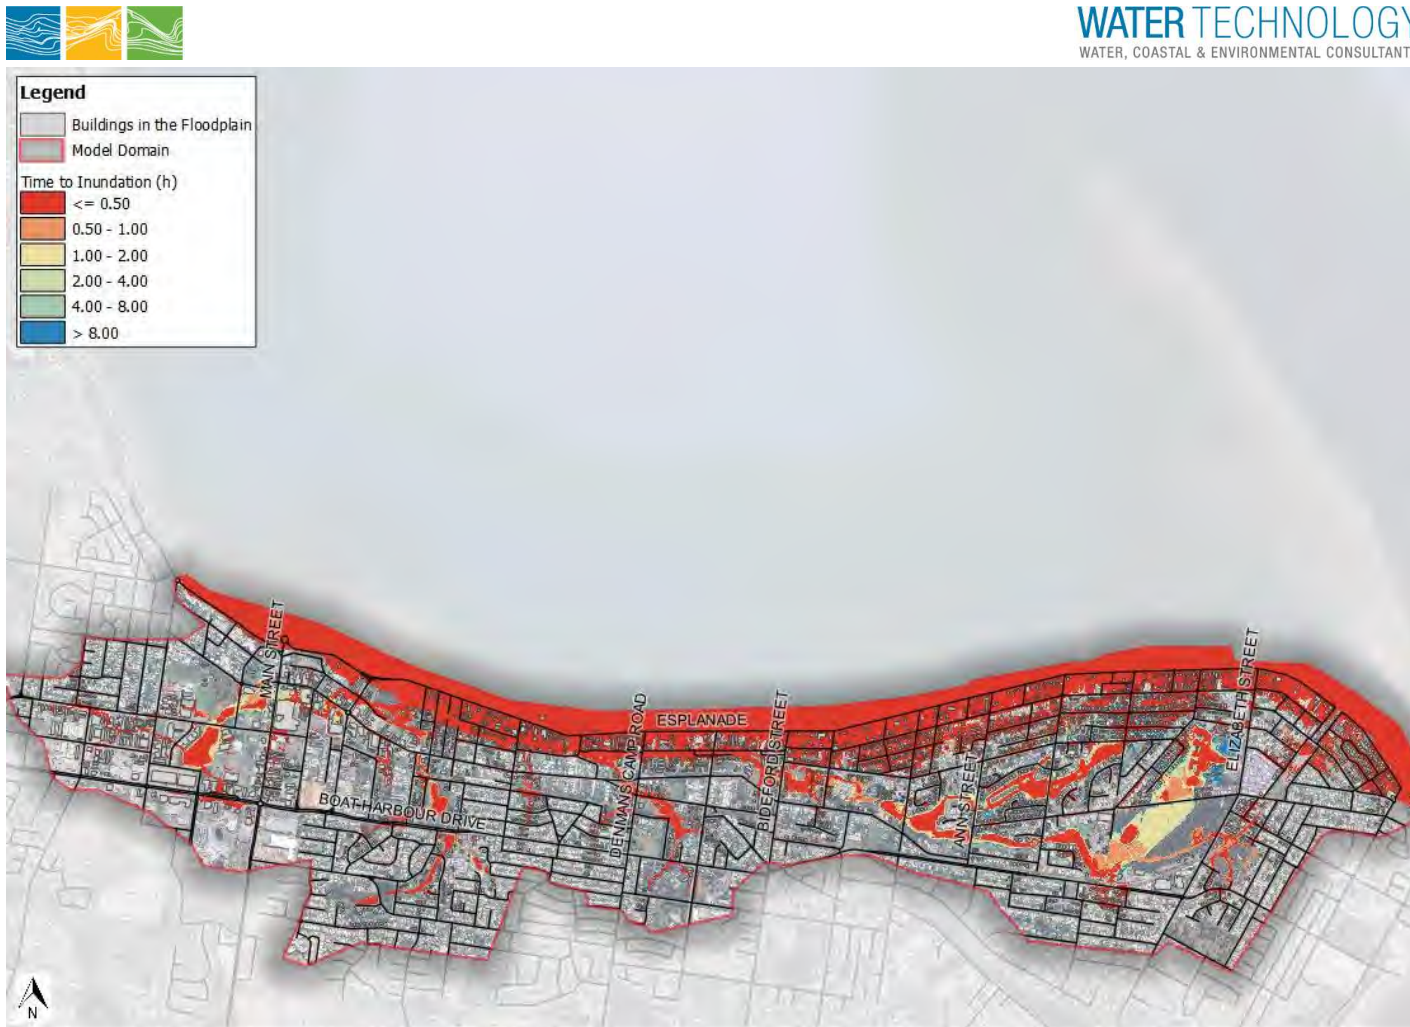 WATER TECHNOLOGY
WATER, COASTAL & ENVIRONMENTAL CONSULTANT
Legend
Buildings in the Floodplain
Model Domain
Time to Inundation (h)
<= 0.50
0.50 - 1.00
1.00 - 2.00
2.00 - 4.00
4.00 - 8.00
> 8.00
MAIN STREET
ESPLANADE
ELIZABETH STREET
DENMANS CAMP ROAD
BIDEFORD STREET
ANN STREET
BOAT HARBOUR DRIVE
N